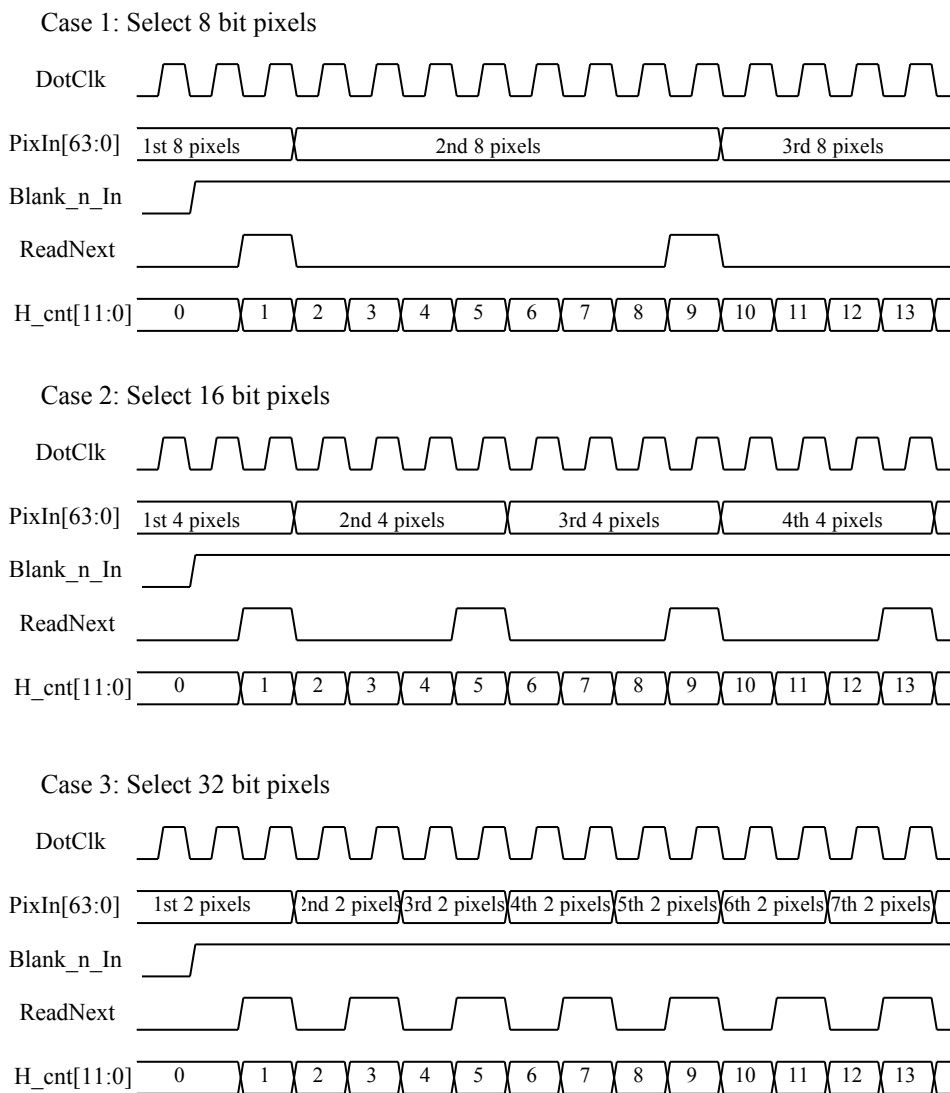 Case 1: Select 8 bit pixels
DotClk
PixIn[63:0] 1st 8 pixels 2nd 8 pixels 3rd 8 pixels
Blank_n_In
ReadNext
H_cnt[11:0] 0 1 2 3 4 5 6 7 8 9 10 11 12 13
Case 2: Select 16 bit pixels
DotClk
PixIn[63:0] 1st 4 pixels 2nd 4 pixels 3rd 4 pixels 4th 4 pixels
Blank_n_In
ReadNext
H_cnt[11:0] 0 1 2 3 4 5 6 7 8 9 10 11 12 13
Case 3: Select 32 bit pixels
DotClk
PixIn[63:0] 1st 2 pixels 2nd 2 pixels 3rd 2 pixels 4th 2 pixels 5th 2 pixels 6th 2 pixels 7th 2 pixels
Blank_n_In
ReadNext
H_cnt[11:0] 0 1 2 3 4 5 6 7 8 9 10 11 12 13